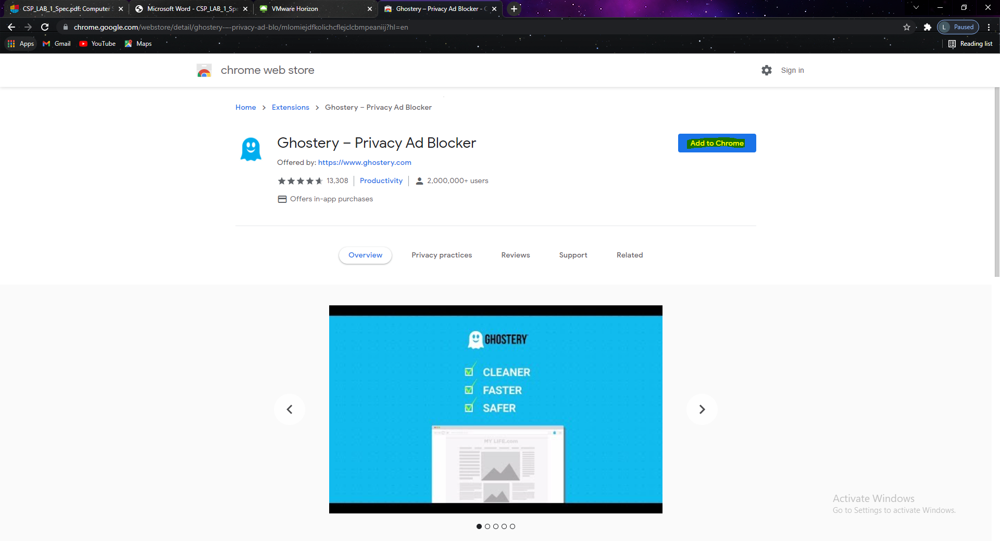 CSP_LAB_1_Spec.pdf: Computer S
Microsoft Word - CSP_LAB_1_Spe
VMware Horizon
Ghostery – Privacy Ad Blocker - C
chrome.google.com/webstore/detail/ghostery-–-privacy-ad-blo/mlomiejdfkolichcflejclcbmpeaniij?hl=en
L Paused
Apps
Gmail
YouTube
Maps
Reading list
chrome web store
Sign in
Home > Extensions > Ghostery – Privacy Ad Blocker
Ghostery – Privacy Ad Blocker
Add to Chrome
Offered by: https://www.ghostery.com
13,308 | Productivity | 2,000,000+ users
Offers in-app purchases
Overview
Privacy practices
Reviews
Support
Related
GHOSTERY
CLEANER
FASTER
SAFER
MY LIFE.com
Activate Windows
Go to Settings to activate Windows.